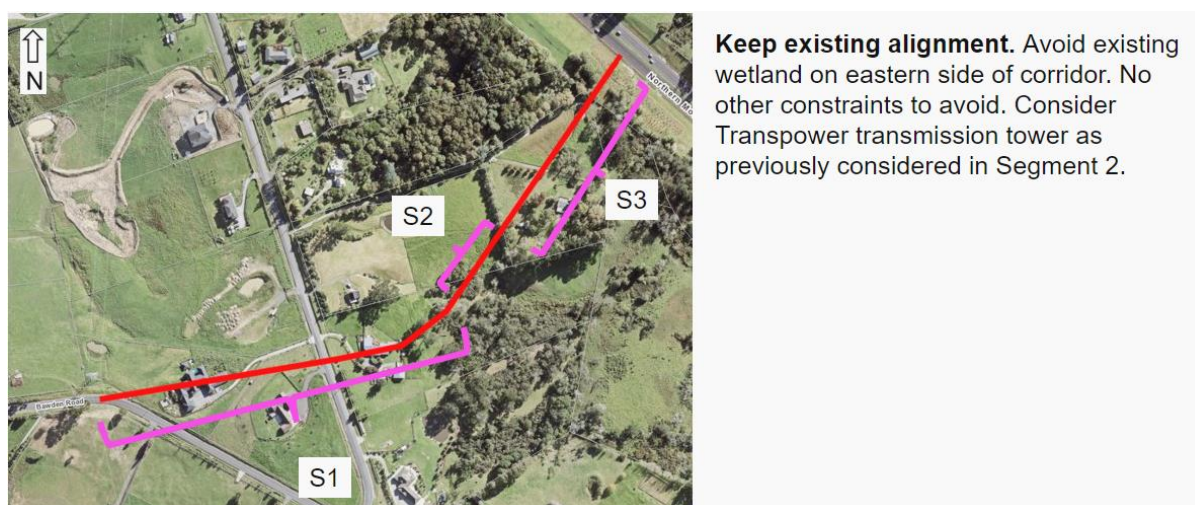 N
Northern Mo
Keep existing alignment. Avoid existing
wetland on eastern side of corridor. No
other constraints to avoid. Consider
Transpower transmission tower as
previously considered in Segment 2.
S2
S3
Bawden Road
S1